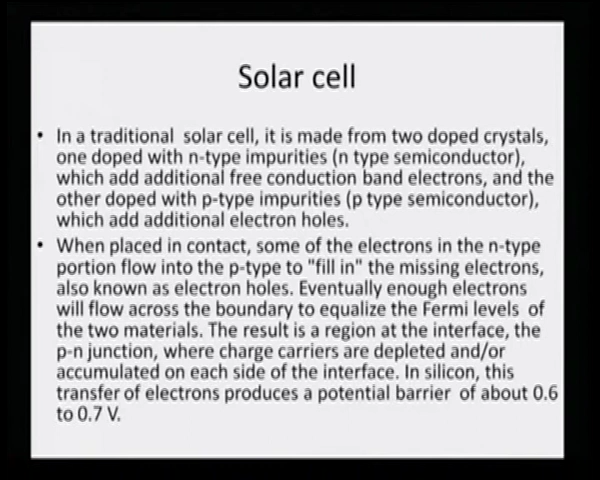 Solar cell
• In a traditional solar cell, it is made from two doped crystals,
one doped with n-type impurities (n type semiconductor),
which add additional free conduction band electrons, and the
other doped with p-type impurities (p type semiconductor),
which add additional electron holes.
• When placed in contact, some of the electrons in the n-type
portion flow into the p-type to "fill in" the missing electrons,
also known as electron holes. Eventually enough electrons
will flow across the boundary to equalize the Fermi levels of
the two materials. The result is a region at the interface, the
p-n junction, where charge carriers are depleted and/or
accumulated on each side of the interface. In silicon, this
transfer of electrons produces a potential barrier of about 0.6
to 0.7 V.